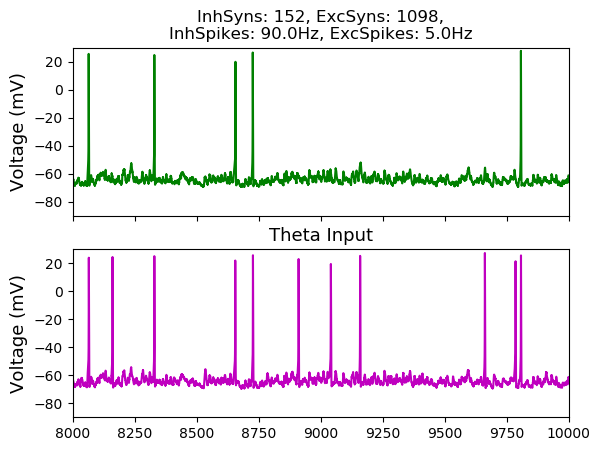 InhSyns: 152, ExcSyns: 1098,
InhSpikes: 90.0Hz, ExcSpikes: 5.0Hz
Voltage (mV)
20
0
−20
−40
−60
−80
Theta Input
Voltage (mV)
20
0
−20
−40
−60
−80
8000 8250 8500 8750 9000 9250 9500 9750 10000